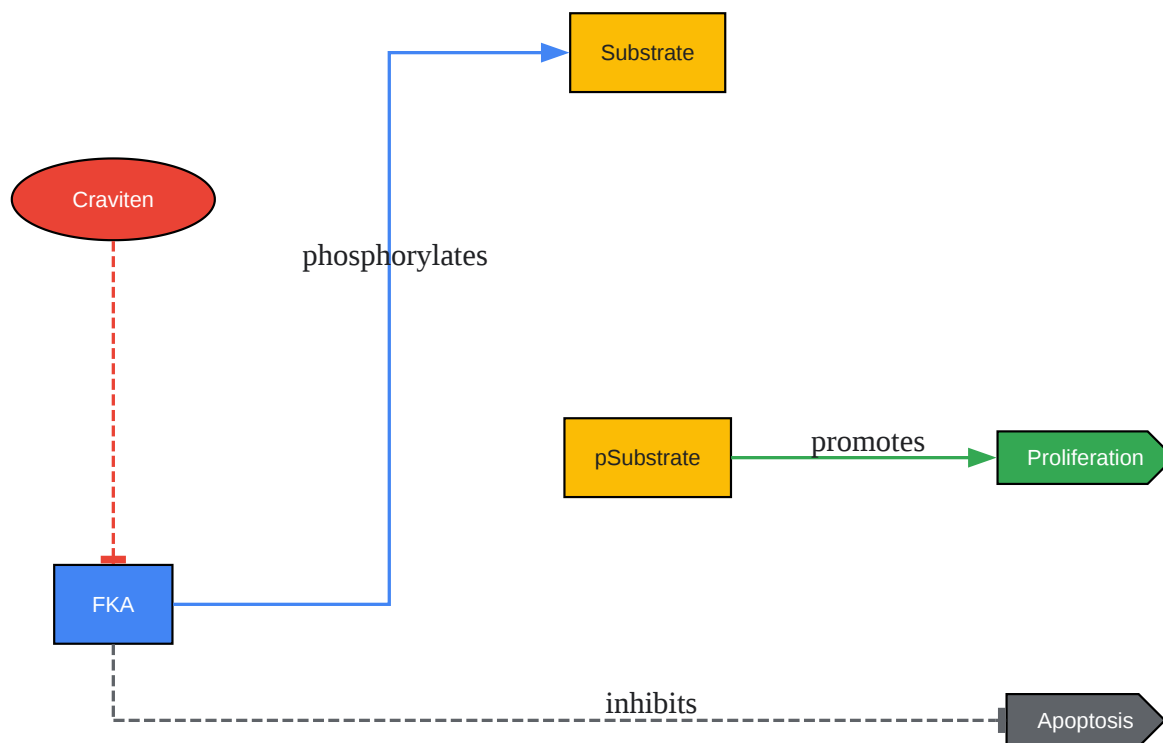 Substrate
Craviten
phosphorylates
promotes
pSubstrate
Proliferation
FKA
inhibits
Apoptosis